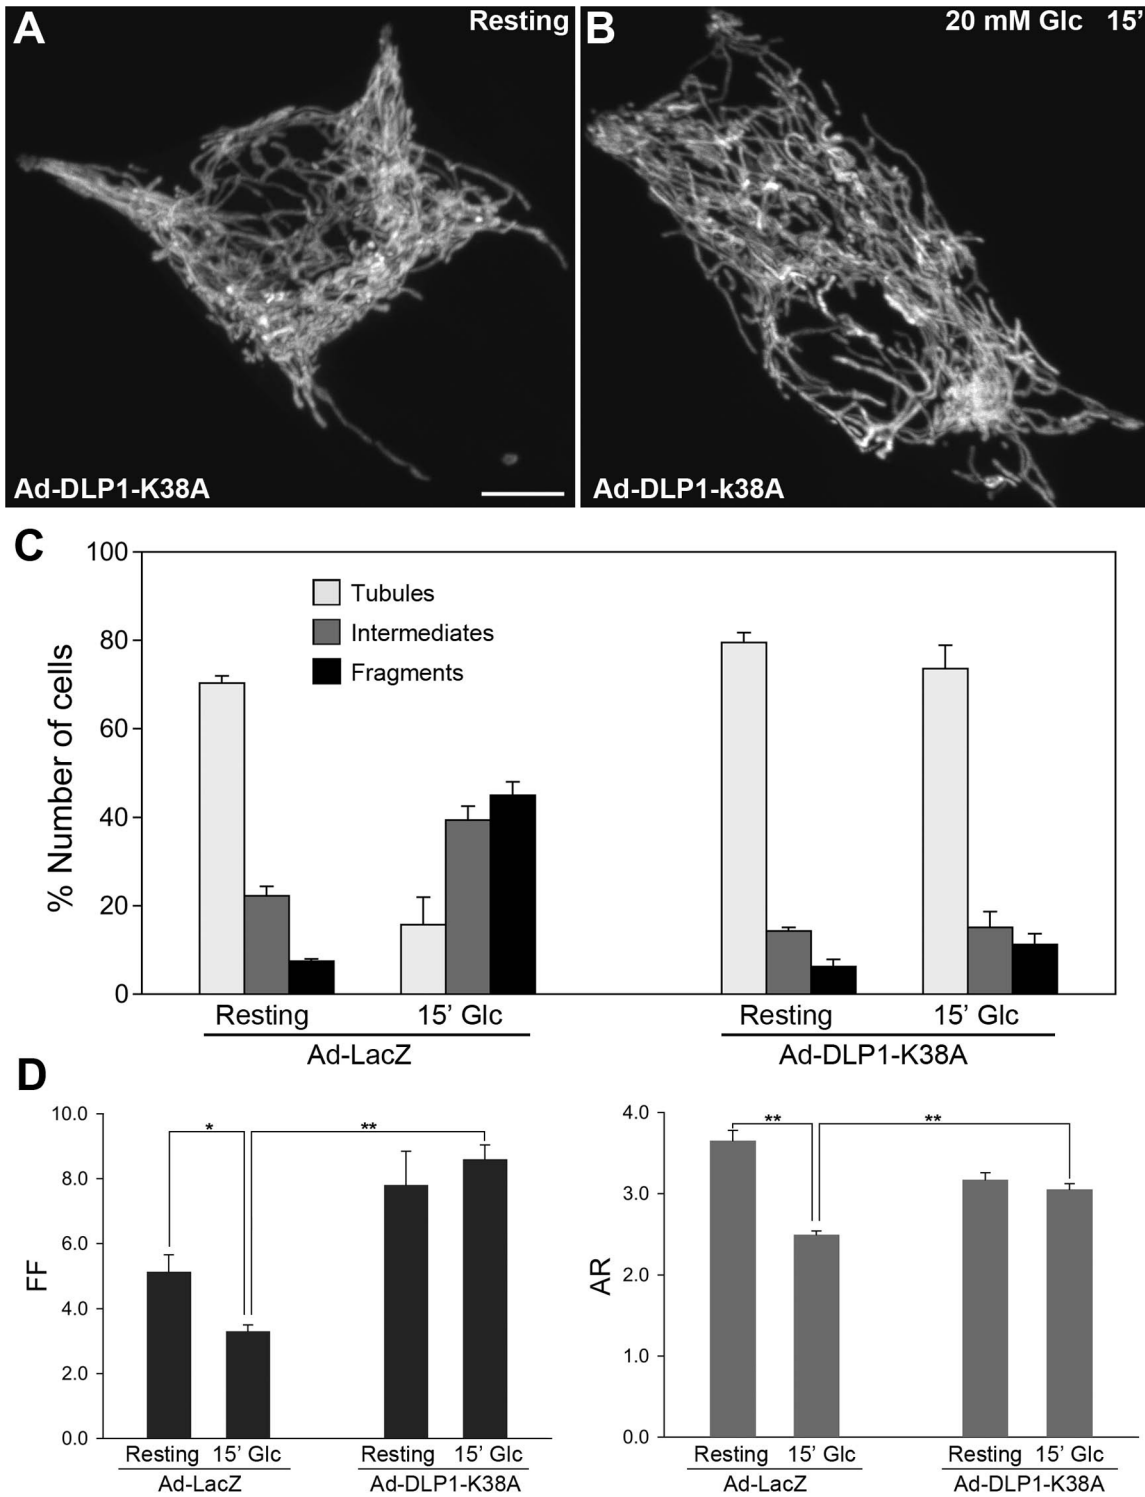 A
Resting
Ad-DLP1-K38A
B
20 mM Glc 15’
Ad-DLP1-k38A
C
100
80
60
40
20
0
% Number of cells
Tubules
Intermediates
Fragments
Resting
15’ Glc
Resting
15’ Glc
Ad-LacZ
Ad-DLP1-K38A
D
10.0
8.0
6.0
4.0
2.0
0.0
FF
*
**
Resting
15’ Glc
Resting
15’ Glc
Ad-LacZ
Ad-DLP1-K38A
4.0
3.0
2.0
1.0
0.0
AR
**
**
Resting
15’ Glc
Resting
15’ Glc
Ad-LacZ
Ad-DLP1-K38A